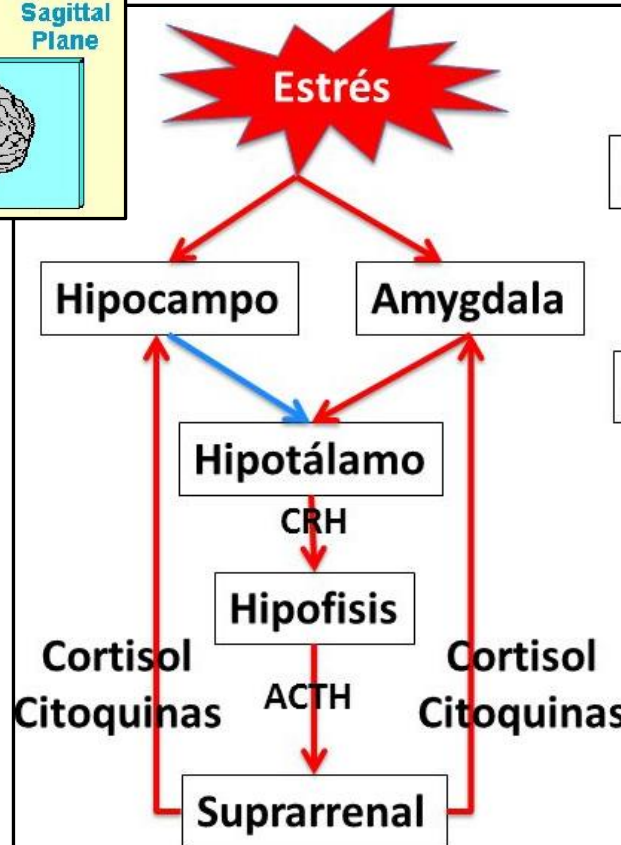 Sagittal
Plane
Estrés
Hipocampo
Amygdala
Hipotálamo
CRH
Hipofisis
Cortisol
Citoquinas
ACTH
Cortisol
Citoquinas
Suprarrenal